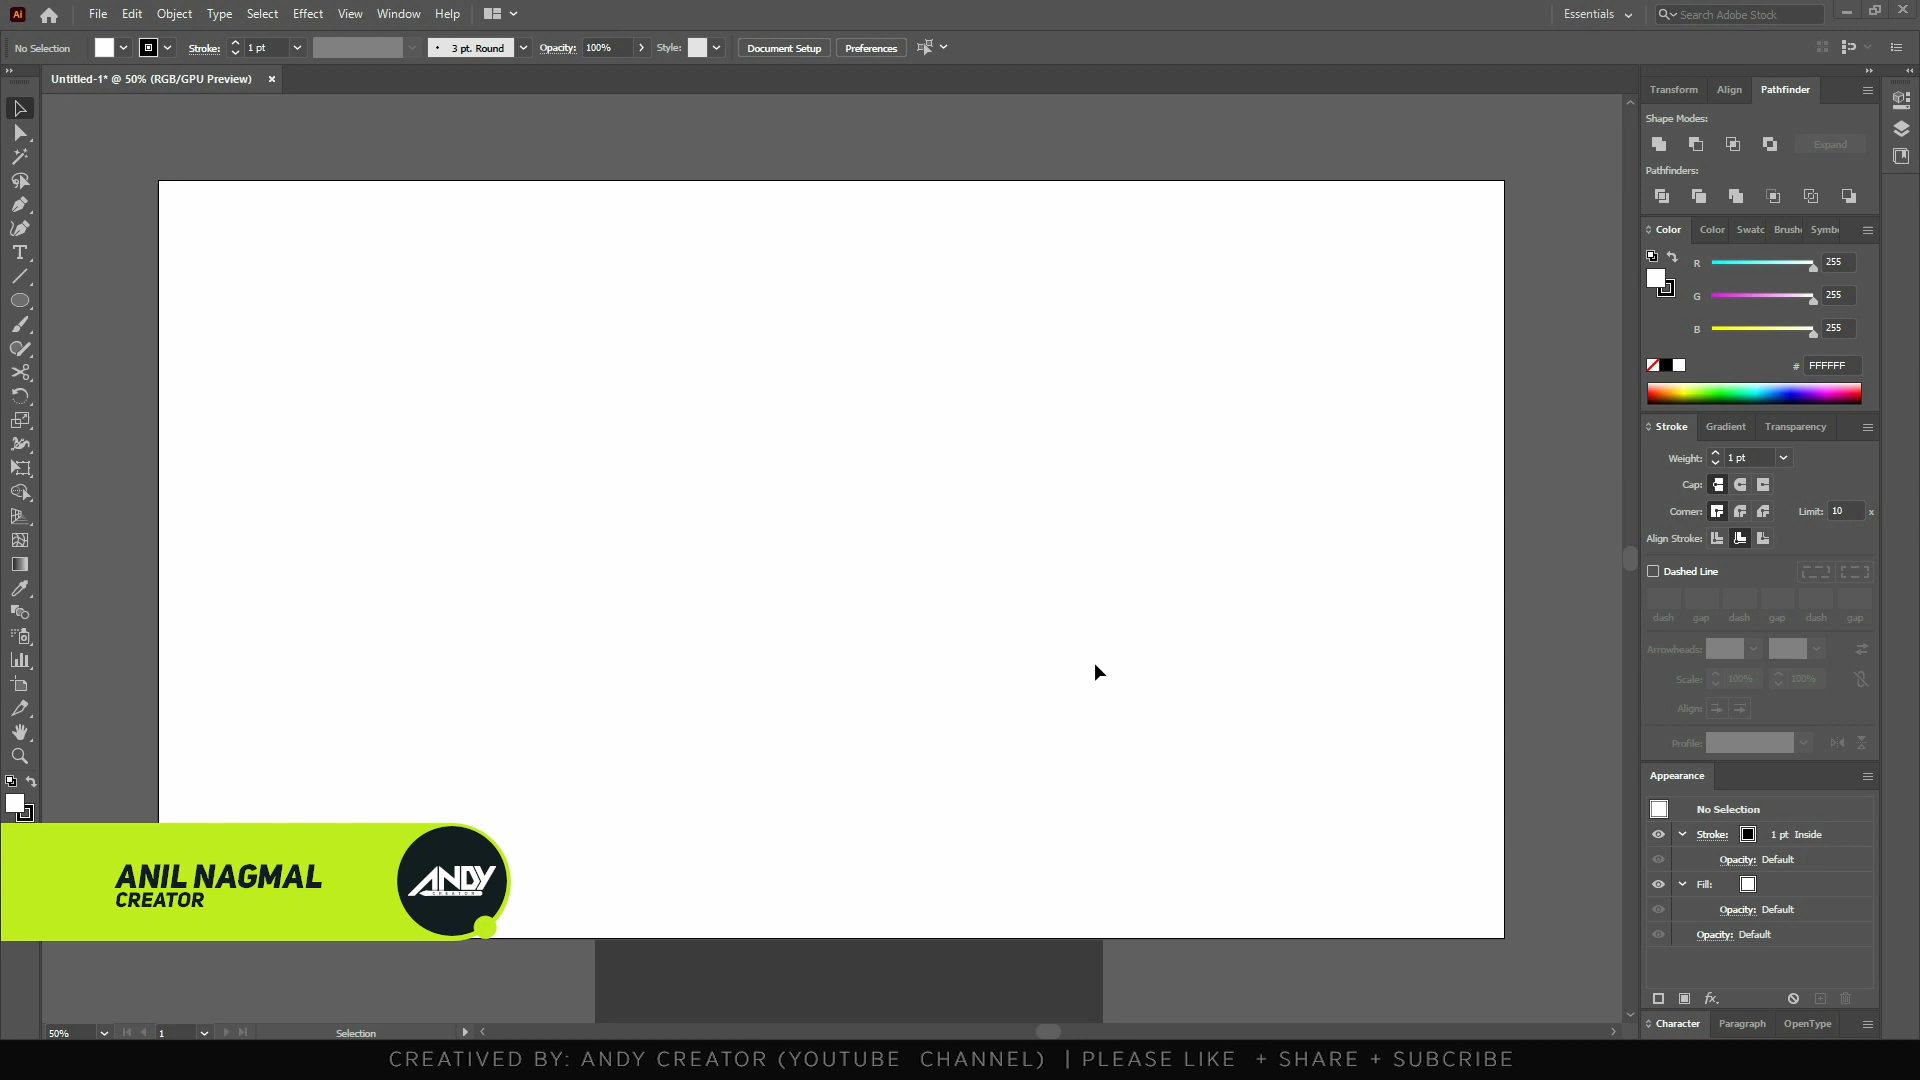 Ai File Edit Object Type Select Effect View Window Help Essentials Search Adobe Stock
No Selection Stroke: 1 pt 3 pt. Round Opacity: 100% Style: Document Setup Preferences
Untitled-1* @ 50% (RGB/GPU Preview)
Transform Align Pathfinder
Shape Modes:
Expand
Pathfinders:
Color Color Swatc Brush Symb
R 255
G 255
B 255
# FFFFFF
Stroke Gradient Transparency
Weight: 1 pt
Cap:
Corner: Limit: 10 x
Align Stroke:
Dashed Line
dash gap dash gap dash gap
Arrowheads:
Scale: 100% 100%
Align:
Profile:
Appearance
No Selection
Stroke: 1 pt Inside
Opacity: Default
Fill:
Opacity: Default
Opacity: Default
fx
Character Paragraph OpenType
ANIL NAGMAL
CREATOR
ANDY
CREATOR
50% 1 Selection
CREATIVED BY: ANDY CREATOR (YOUTUBE CHANNEL) | PLEASE LIKE + SHARE + SUBCRIBE